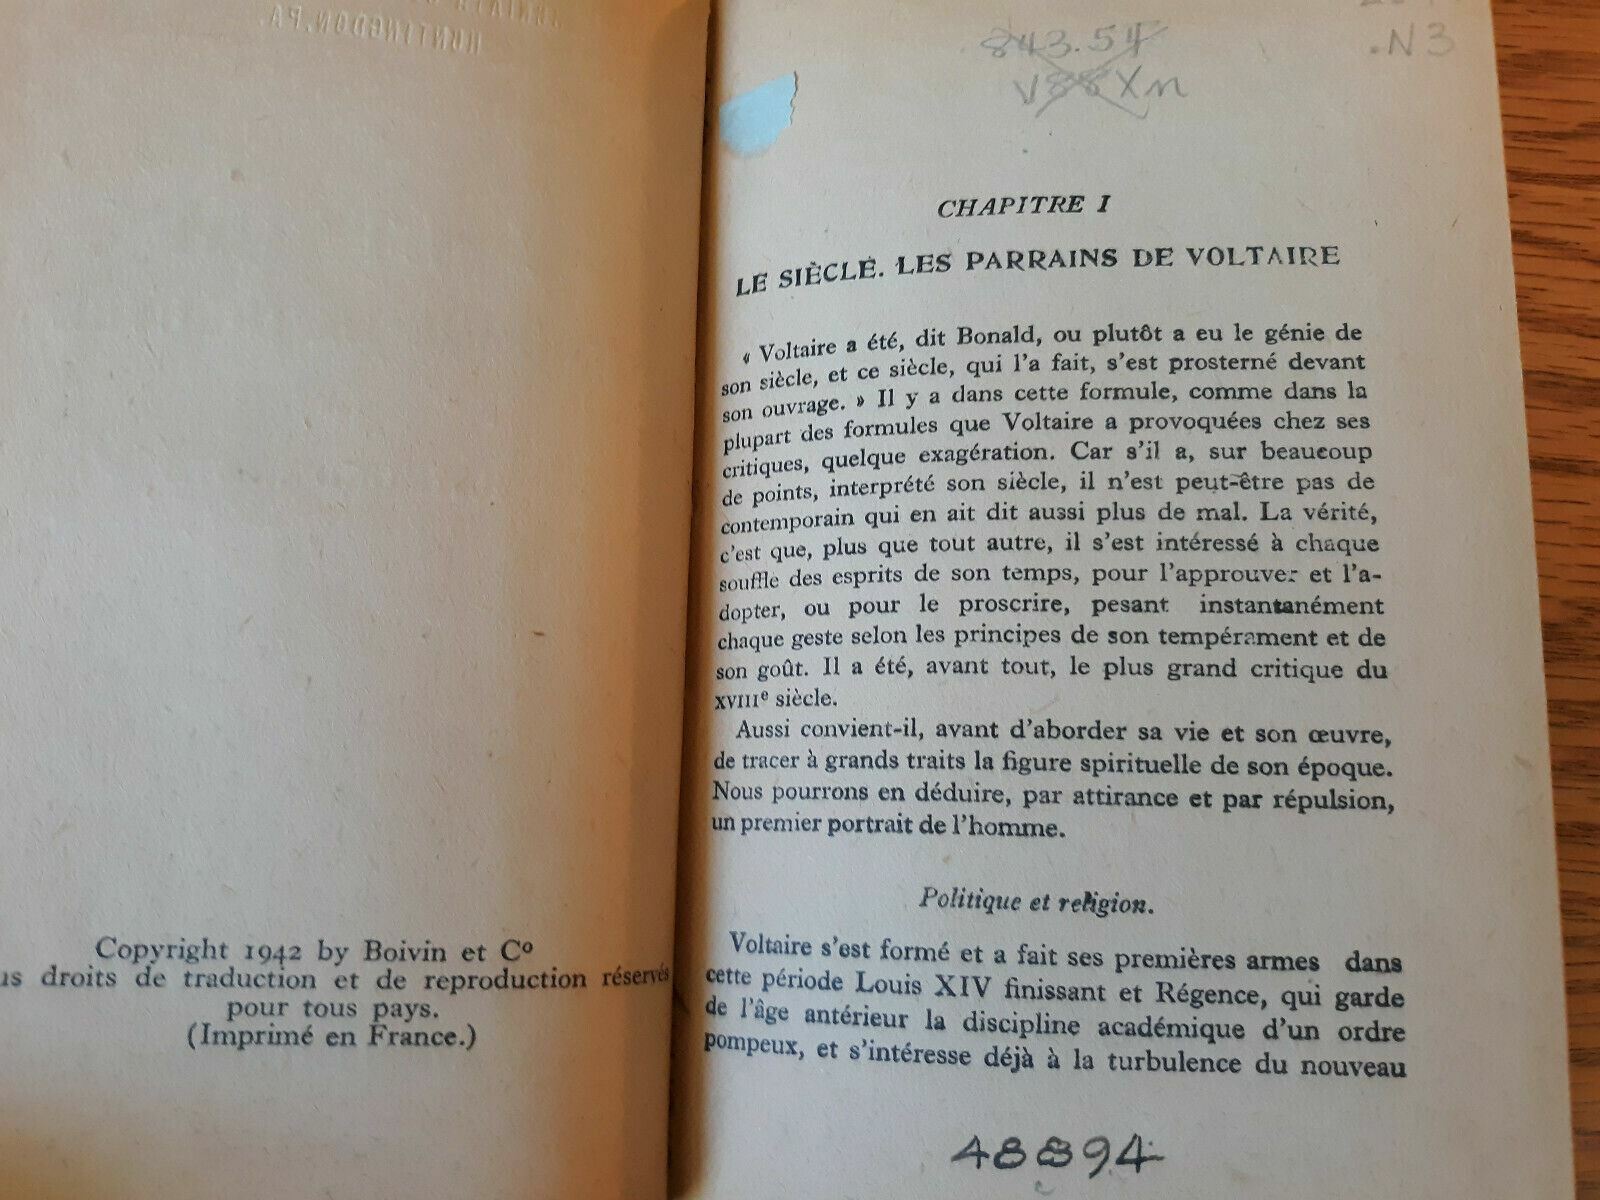 HUNTINGDON, PA.
Copyright 1942 by Boivin et Cº
droits de traduction et de reproduction réservés
pour tous pays.
(Imprimé en France.)
843.54
V88Xn
.N3
CHAPITRE I
LE SIÈCLE. LES PARRAINS DE VOLTAIRE
« Voltaire a été, dit Bonald, ou plutôt a eu le génie de
son siècle, et ce siècle, qui l'a fait, s'est prosterné devant
son ouvrage. » Il y a dans cette formule, comme dans la
plupart des formules que Voltaire a provoquées chez ses
critiques, quelque exagération. Car s'il a, sur beaucoup
de points, interprété son siècle, il n'est peut-être pas de
contemporain qui en ait dit aussi plus de mal. La vérité,
c'est que, plus que tout autre, il s'est intéressé à chaque
souffle des esprits de son temps, pour l'approuver et l'a-
dopter, ou pour le proscrire, pesant instantanément
chaque geste selon les principes de son tempérament et de
son goût. Il a été, avant tout, le plus grand critique du
XVIIIe siècle.
Aussi convient-il, avant d'aborder sa vie et son œuvre,
de tracer à grands traits la figure spirituelle de son époque.
Nous pourrons en déduire, par attirance et par répulsion,
un premier portrait de l'homme.
Politique et religion.
Voltaire s'est formé et a fait ses premières armes dans
cette période Louis XIV finissant et Régence, qui garde
de l'âge antérieur la discipline académique d'un ordre
pompeux, et s'intéresse déjà à la turbulence du nouveau
48894